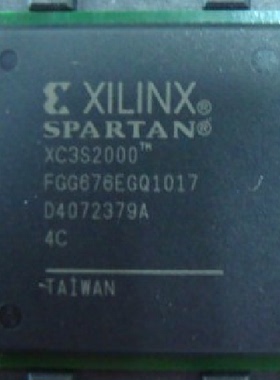 XILINX®
SPARTAN®
XC3S2000™
FGG676EGQ1017
D4072379A
4C
TAIWAN